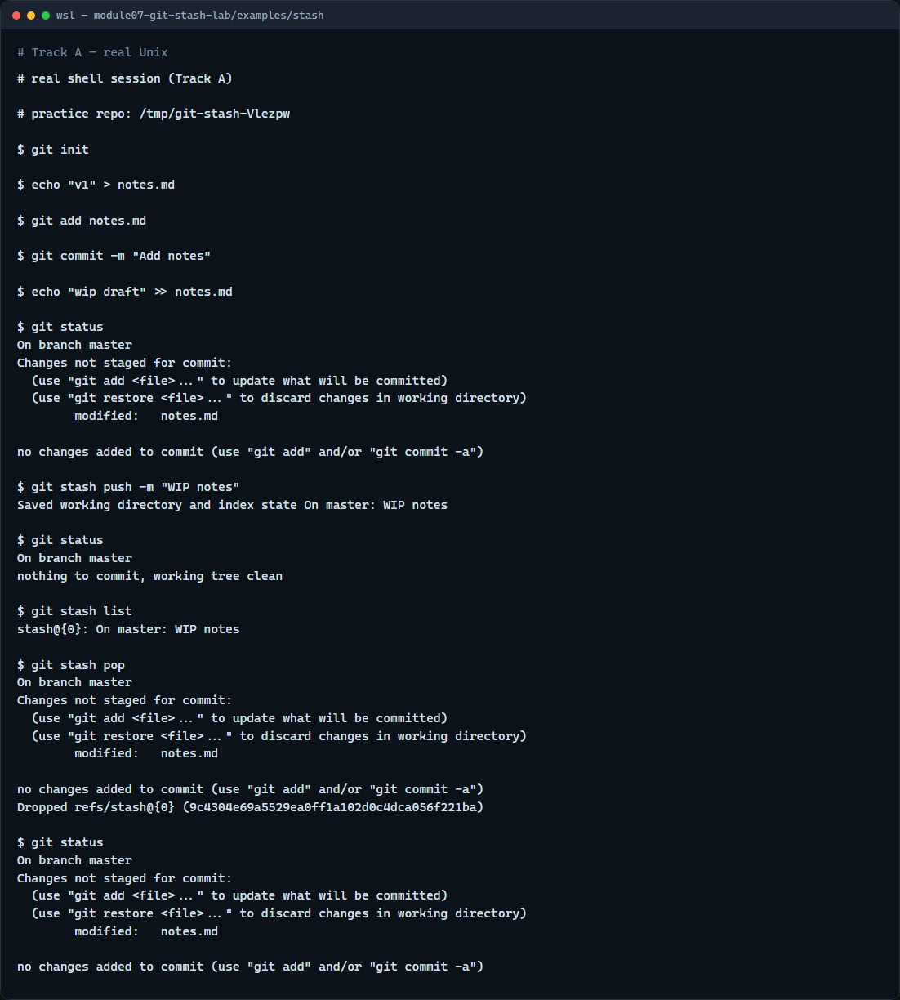 wsl — module07-git-stash-lab/examples/stash
# Track A — real Unix
# real shell session (Track A)
# practice repo: /tmp/git-stash-Vlezpw
$ git init
$ echo "v1" > notes.md
$ git add notes.md
$ git commit -m "Add notes"
$ echo "wip draft" >> notes.md
$ git status
On branch master
Changes not staged for commit:
  (use "git add <file>..." to update what will be committed)
  (use "git restore <file>..." to discard changes in working directory)
        modified:   notes.md
no changes added to commit (use "git add" and/or "git commit -a")
$ git stash push -m "WIP notes"
Saved working directory and index state On master: WIP notes
$ git status
On branch master
nothing to commit, working tree clean
$ git stash list
stash@{0}: On master: WIP notes
$ git stash pop
On branch master
Changes not staged for commit:
  (use "git add <file>..." to update what will be committed)
  (use "git restore <file>..." to discard changes in working directory)
        modified:   notes.md
no changes added to commit (use "git add" and/or "git commit -a")
Dropped refs/stash@{0} (9c4304e69a5529ea0ff1a102d0c4dca056f221ba)
$ git status
On branch master
Changes not staged for commit:
  (use "git add <file>..." to update what will be committed)
  (use "git restore <file>..." to discard changes in working directory)
        modified:   notes.md
no changes added to commit (use "git add" and/or "git commit -a")